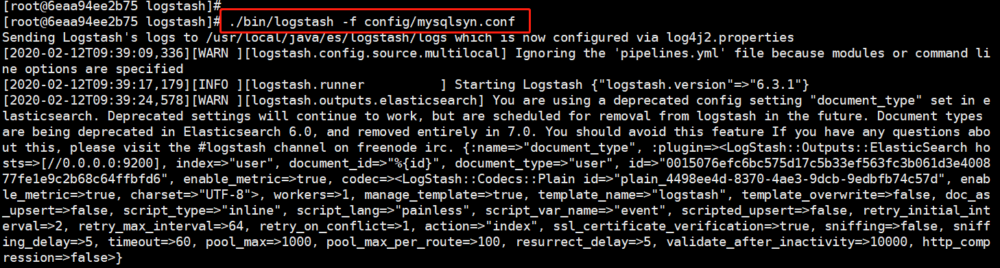 [root@6eaa94ee2b75 logstash]#
[root@6eaa94ee2b75 logstash]# ./bin/logstash -f config/mysqlsyn.conf
Sending Logstash's logs to /usr/local/java/es/logstash/logs which is now configured via log4j2.properties
[2020-02-12T09:39:09,336][WARN ][logstash.config.source.multilocal] Ignoring the 'pipelines.yml' file because modules or command li
ne options are specified
[2020-02-12T09:39:17,179][INFO ][logstash.runner          ] Starting Logstash {"logstash.version"=>"6.3.1"}
[2020-02-12T09:39:24,578][WARN ][logstash.outputs.elasticsearch] You are using a deprecated config setting "document_type" set in e
lasticsearch. Deprecated settings will continue to work, but are scheduled for removal from logstash in the future. Document types
are being deprecated in Elasticsearch 6.0, and removed entirely in 7.0. You should avoid this feature If you have any questions abo
ut this, please visit the #logstash channel on freenode irc. {:name=>"document_type", :plugin=><LogStash::Outputs::ElasticSearch ho
sts=>[//0.0.0.0:9200], index=>"user", document_id=>"%{id}", document_type=>"user", id=>"0015076efc6bc575d17c5b33ef563fc3b061d3e4008
77fe1e9c2b68c64ffbfd6", enable_metric=>true, codec=><LogStash::Codecs::Plain id=>"plain_4498ee4d-8370-4ae3-9dcb-9edbfb74c57d", enab
le_metric=>true, charset=>"UTF-8">, workers=>1, manage_template=>true, template_name=>"logstash", template_overwrite=>false, doc_as
_upsert=>false, script_type=>"inline", script_lang=>"painless", script_var_name=>"event", scripted_upsert=>false, retry_initial_int
erval=>2, retry_max_interval=>64, retry_on_conflict=>1, action=>"index", ssl_certificate_verification=>true, sniffing=>false, sniff
ing_delay=>5, timeout=>60, pool_max=>1000, pool_max_per_route=>100, resurrect_delay=>5, validate_after_inactivity=>10000, http_comp
ression=>false>}